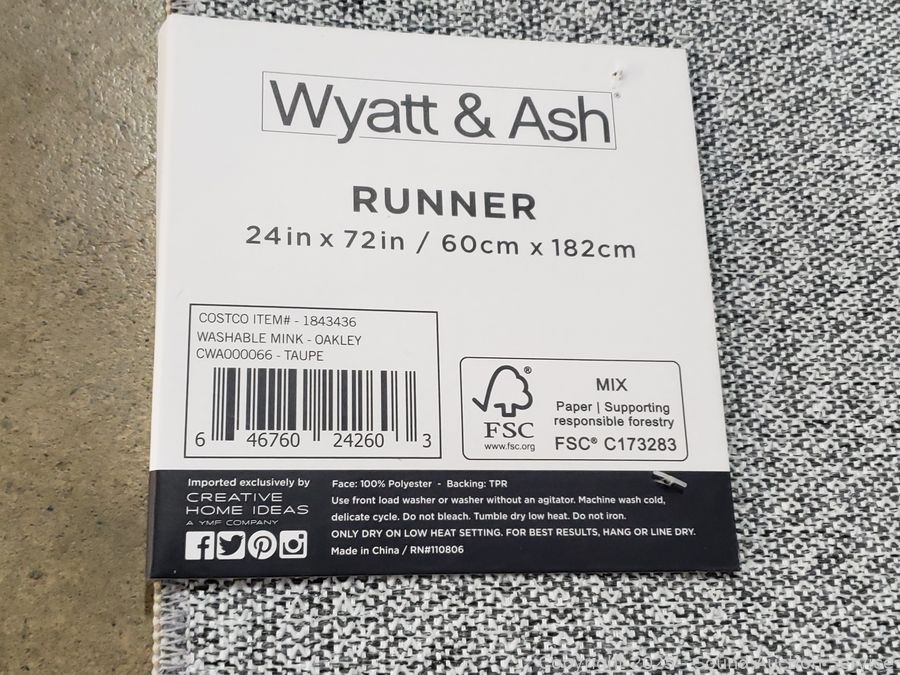 Wyatt & Ash®
RUNNER
24in x 72in / 60cm x 182cm
COSTCO ITEM# - 1843436
WASHABLE MINK - OAKLEY
CWA000066 - TAUPE
6 46760 24260 3
FSC®
www.fsc.org
MIX
Paper | Supporting
responsible forestry
FSC® C173283
Imported exclusively by
CREATIVE
HOME IDEAS
A YMF COMPANY
Face: 100% Polyester - Backing: TPR
Use front load washer or washer without an agitator. Machine wash cold,
delicate cycle. Do not bleach. Tumble dry low heat. Do not iron.
ONLY DRY ON LOW HEAT SETTING. FOR BEST RESULTS, HANG OR LINE DRY.
Made in China / RN#110806